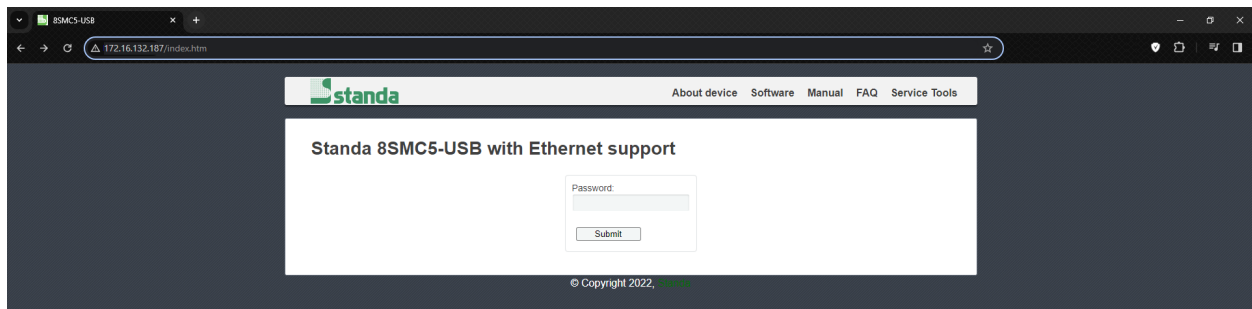 8SMC5-USB
172.16.132.187/index.htm
standa
About device Software Manual FAQ Service Tools
Standa 8SMC5-USB with Ethernet support
Password:
Submit
© Copyright 2022,